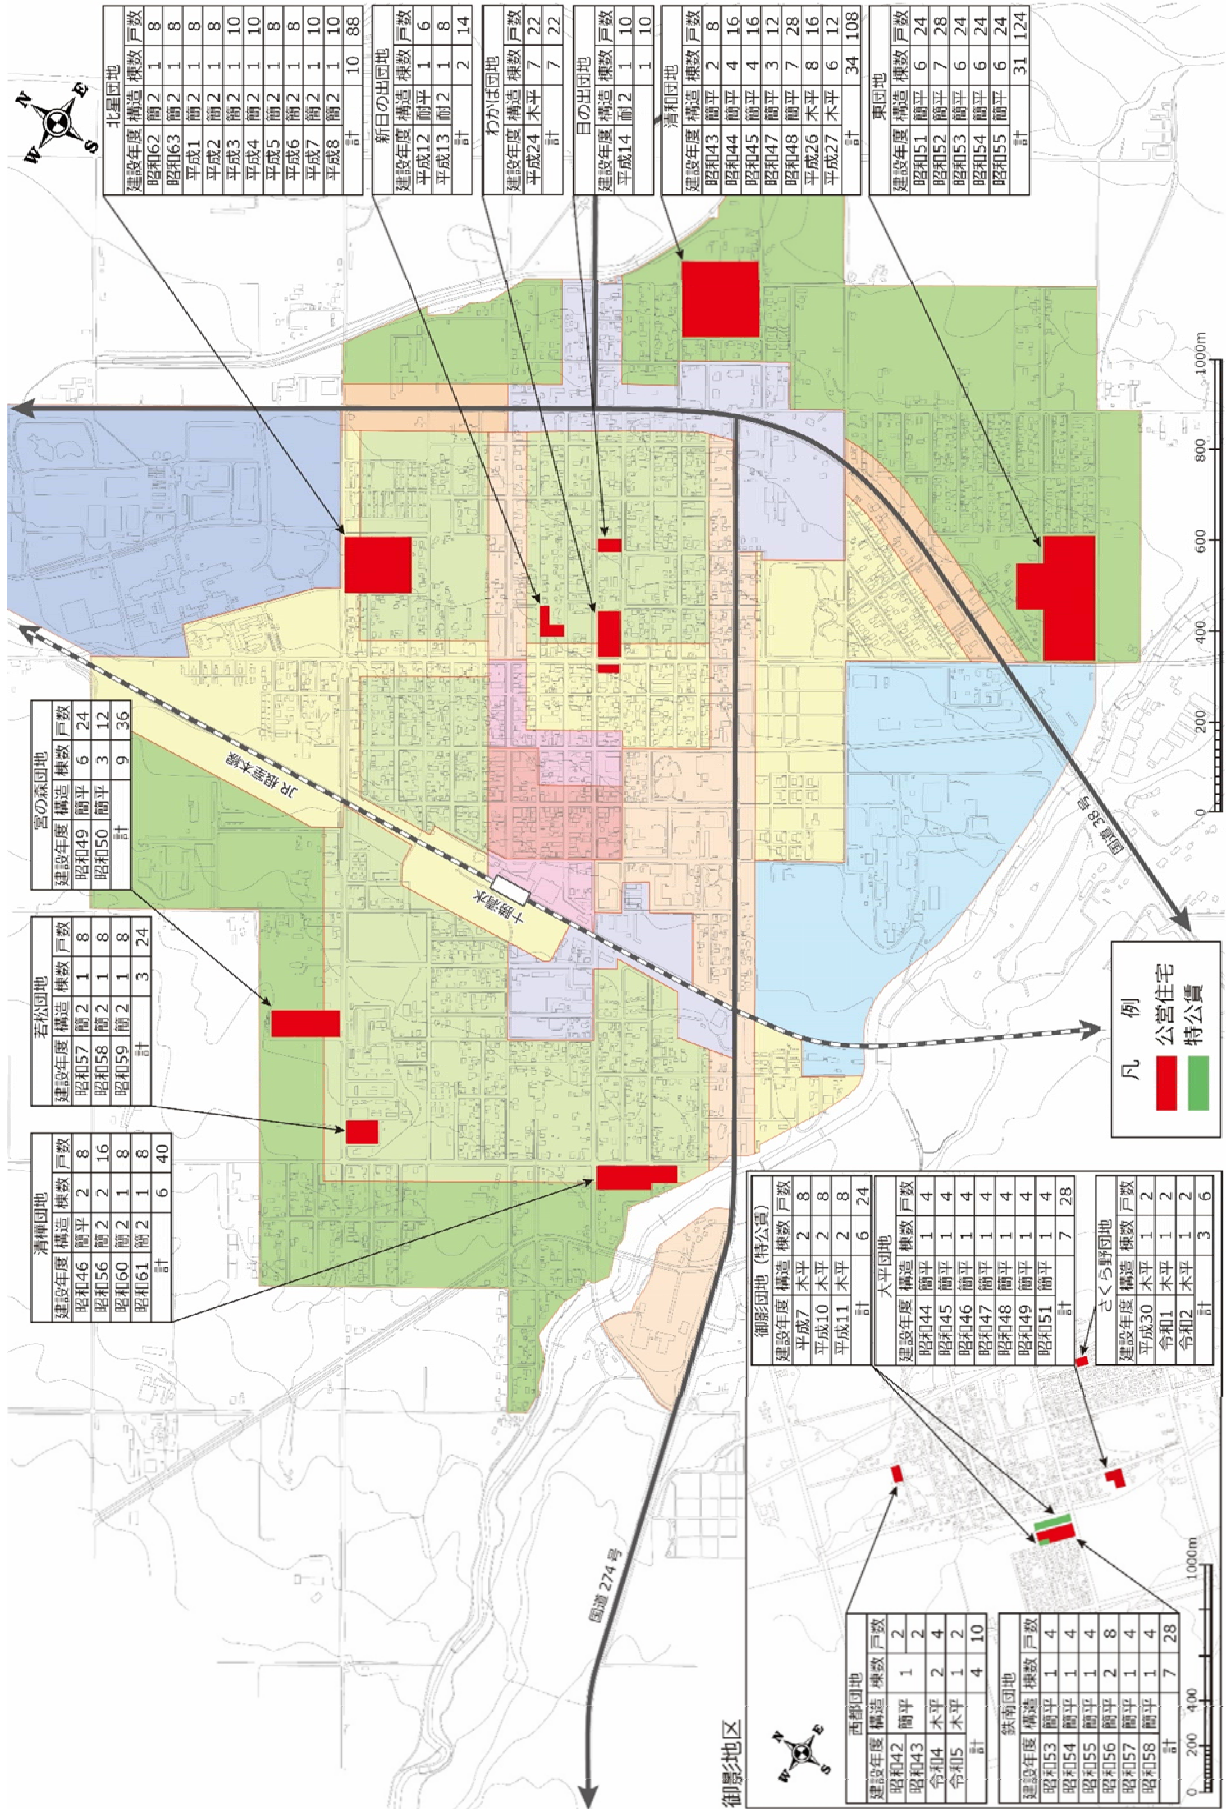 清樺団地
建設年度 構造 棟数 戸数
昭和46 簡平 2 8
昭和56 簡2 2 16
昭和60 簡2 1 8
昭和61 簡2 1 8
計 6 40
若松団地
建設年度 構造 棟数 戸数
昭和57 簡2 1 8
昭和58 簡2 1 8
昭和59 簡2 1 8
計 3 24
宮の森団地
建設年度 構造 棟数 戸数
昭和49 簡平 6 24
昭和50 簡平 3 12
計 9 36
北星団地
建設年度 構造 棟数 戸数
昭和62 簡2 1 8
昭和63 簡2 1 8
平成1 簡2 1 8
平成2 簡2 1 8
平成3 簡2 1 10
平成4 簡2 1 10
平成5 簡2 1 8
平成6 簡2 1 8
平成7 簡2 1 10
平成8 簡2 1 10
計 10 88
新日の出団地
建設年度 構造 棟数 戸数
平成12 耐平 1 6
平成13 耐2 1 8
計 2 14
わかば団地
建設年度 構造 棟数 戸数
平成24 木平 7 22
計 7 22
日の出団地
建設年度 構造 棟数 戸数
平成14 耐2 1 10
計 1 10
清和団地
建設年度 構造 棟数 戸数
昭和43 簡平 2 8
昭和44 簡平 4 16
昭和45 簡平 4 16
昭和47 簡平 3 12
昭和48 簡平 7 28
平成26 木平 8 16
平成27 木平 6 12
計 34 108
東団地
建設年度 構造 棟数 戸数
昭和51 簡平 6 24
昭和52 簡平 7 28
昭和53 簡平 6 24
昭和54 簡平 6 24
昭和55 簡平 6 24
計 31 124
N
E
S
W
JR根室本線
十勝清水
国道38号
国道274号
0 200 400 600 800 1000m
凡 例
公営住宅
特公賃
御影地区
N
E
S
W
御影団地（特公賃）
建設年度 構造 棟数 戸数
平成7 木平 2 8
平成10 木平 2 8
平成11 木平 2 8
計 6 24
大平団地
建設年度 構造 棟数 戸数
昭和44 簡平 1 4
昭和45 簡平 1 4
昭和46 簡平 1 4
昭和47 簡平 1 4
昭和48 簡平 1 4
昭和49 簡平 1 4
昭和51 簡平 1 4
計 7 28
さくら野団地
建設年度 構造 棟数 戸数
平成30 木平 1 2
令和1 木平 1 2
令和2 木平 1 2
計 3 6
西都団地
建設年度 構造 棟数 戸数
昭和42 簡平 1 2
昭和43 2
令和4 木平 2 4
令和5 木平 1 2
計 4 10
鉄南団地
建設年度 構造 棟数 戸数
昭和53 簡平 1 4
昭和54 簡平 1 4
昭和55 簡平 1 4
昭和56 簡平 2 8
昭和57 簡平 1 4
昭和58 簡平 1 4
計 7 28
0 200 400 1000m